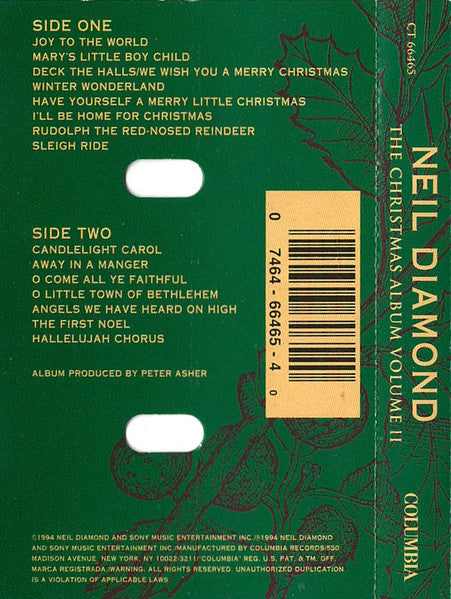 SIDE ONE
JOY TO THE WORLD
MARY'S LITTLE BOY CHILD
DECK THE HALLS/WE WISH YOU A MERRY CHRISTMAS
WINTER WONDERLAND
HAVE YOURSELF A MERRY LITTLE CHRISTMAS
I'LL BE HOME FOR CHRISTMAS
RUDOLPH THE RED-NOSED REINDEER
SLEIGH RIDE
SIDE TWO
CANDLELIGHT CAROL
AWAY IN A MANGER
O COME ALL YE FAITHFUL
O LITTLE TOWN OF BETHLEHEM
ANGELS WE HAVE HEARD ON HIGH
THE FIRST NOEL
HALLELUJAH CHORUS
ALBUM PRODUCED BY PETER ASHER
©1994 NEIL DIAMOND AND SONY MUSIC ENTERTAINMENT INC./℗1994 NEIL DIAMOND
AND SONY MUSIC ENTERTAINMENT INC./MANUFACTURED BY COLUMBIA RECORDS/550
MADISON AVENUE, NEW YORK, NY 10022-3211/"COLUMBIA" REG. U.S. PAT. & TM. OFF.
MARCA REGISTRADA./WARNING: ALL RIGHTS RESERVED. UNAUTHORIZED DUPLICATION
IS A VIOLATION OF APPLICABLE LAWS.
0 7464-66465-4 0
CT 66465
NEIL DIAMOND
THE CHRISTMAS ALBUM VOLUME II
COLUMBIA